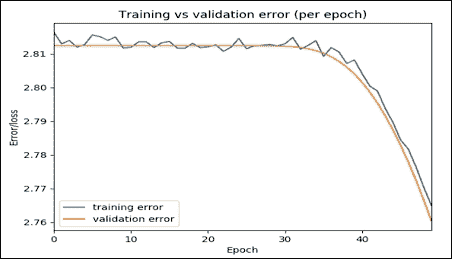 Training vs validation error (per epoch)
Error/loss
2.81
2.80
2.79
2.78
2.77
2.76
training error
validation error
0 10 20 30 40
Epoch